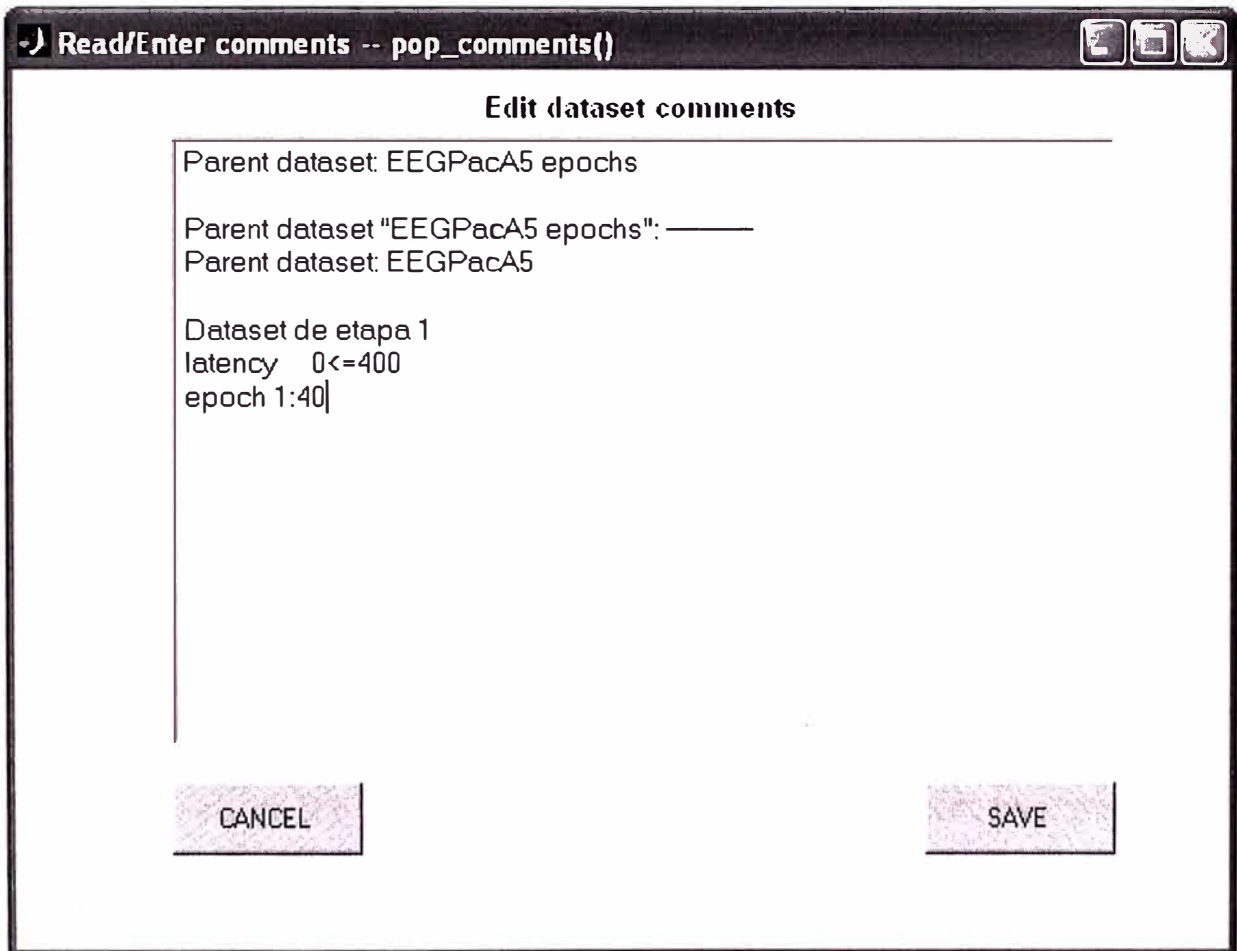 Read/Enter comments -- pop_comments()
Edit dataset comments
Parent dataset: EEGPacA5 epochs
Parent dataset "EEGPacA5 epochs": ----------
Parent dataset: EEGPacA5
Dataset de etapa 1
latency 0<=400
epoch 1:40
CANCEL
SAVE